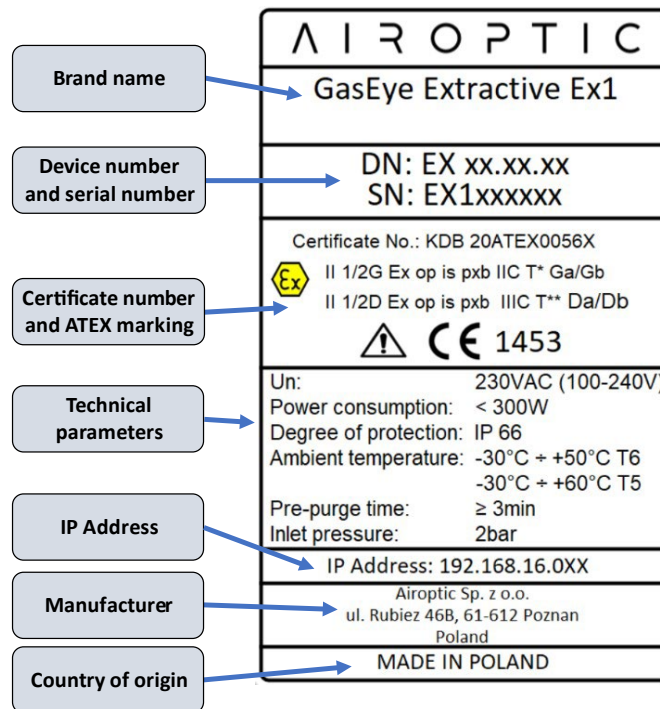 AIROPTIC
Brand name
GasEye Extractive Ex1
Device number
and serial number
DN: EX xx.xx.xx
SN: EX1xxxxxx
Certificate number
and ATEX marking
Certificate No.: KDB 20ATEX0056X
Ex
II 1/2G Ex op is pxb IIC T* Ga/Gb
II 1/2D Ex op is pxb IIIC T** Da/Db
CE 1453
Technical
parameters
Un: 230VAC (100-240V)
Power consumption: < 300W
Degree of protection: IP 66
Ambient temperature: -30°C ÷ +50°C T6
-30°C ÷ +60°C T5
Pre-purge time: ≥ 3min
Inlet pressure: 2bar
IP Address
IP Address: 192.168.16.0XX
Manufacturer
Airoptic Sp. z o.o.
ul. Rubiez 46B, 61-612 Poznan
Poland
Country of origin
MADE IN POLAND